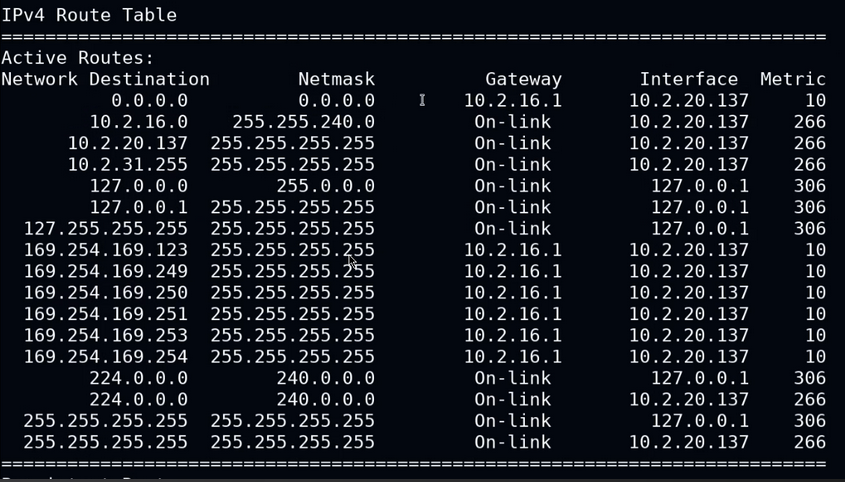 IPv4 Route Table
===========================================================================
Active Routes:
Network Destination        Netmask          Gateway       Interface  Metric
          0.0.0.0          0.0.0.0        10.2.16.1      10.2.20.137     10
        10.2.16.0    255.255.240.0         On-link       10.2.20.137    266
      10.2.20.137  255.255.255.255         On-link       10.2.20.137    266
      10.2.31.255  255.255.255.255         On-link       10.2.20.137    266
        127.0.0.0        255.0.0.0         On-link         127.0.0.1    306
        127.0.0.1  255.255.255.255         On-link         127.0.0.1    306
  127.255.255.255  255.255.255.255         On-link         127.0.0.1    306
  169.254.169.123  255.255.255.255        10.2.16.1      10.2.20.137     10
  169.254.169.249  255.255.255.255        10.2.16.1      10.2.20.137     10
  169.254.169.250  255.255.255.255        10.2.16.1      10.2.20.137     10
  169.254.169.251  255.255.255.255        10.2.16.1      10.2.20.137     10
  169.254.169.253  255.255.255.255        10.2.16.1      10.2.20.137     10
  169.254.169.254  255.255.255.255        10.2.16.1      10.2.20.137     10
        224.0.0.0        240.0.0.0         On-link         127.0.0.1    306
        224.0.0.0        240.0.0.0         On-link       10.2.20.137    266
  255.255.255.255  255.255.255.255         On-link         127.0.0.1    306
  255.255.255.255  255.255.255.255         On-link       10.2.20.137    266
===========================================================================